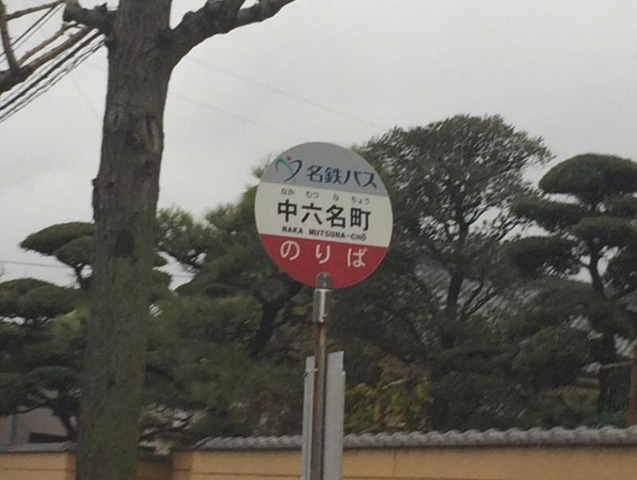 名鉄バス
なか むつ な ちょう
中六名町
NAKA MUTSUNA-CHŌ
のりば